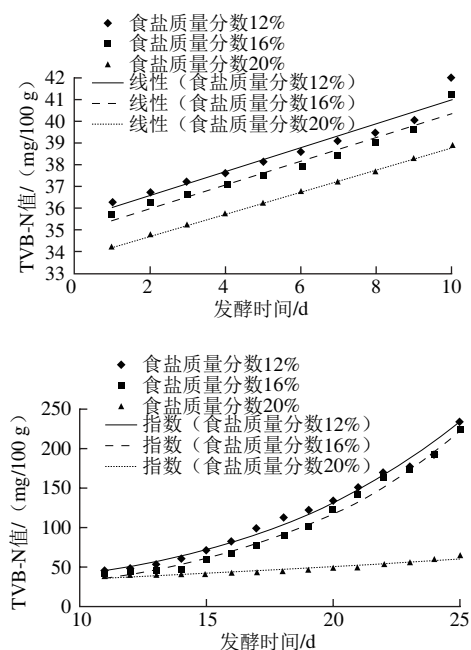 食盐质量分数12%
食盐质量分数16%
食盐质量分数20%
线性（食盐质量分数12%）
线性（食盐质量分数16%）
线性（食盐质量分数20%）
TVB-N值/（mg/100 g）
42
41
40
39
38
37
36
35
34
33
0 2 4 6 8 10
发酵时间/d
食盐质量分数12%
食盐质量分数16%
食盐质量分数20%
指数（食盐质量分数12%）
指数（食盐质量分数16%）
指数（食盐质量分数20%）
TVB-N值/（mg/100 g）
250
200
150
100
50
0
10 15 20 25
发酵时间/d